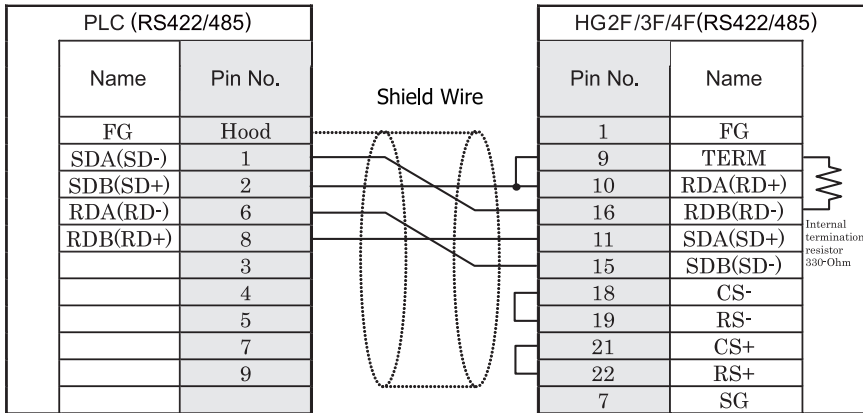 PLC (RS422/485) HG2F/3F/4F(RS422/485)
Name Pin No. Shield Wire Pin No. Name
FG Hood 1 FG
SDA(SD-) 1 9 TERM
SDB(SD+) 2 10 RDA(RD+)
RDA(RD-) 6 16 RDB(RD-)
RDB(RD+) 8 11 SDA(SD+)
3 15 SDB(SD-)
4 18 CS-
5 19 RS-
7 21 CS+
9 22 RS+
7 SG
Internal
termination
resistor
330-Ohm